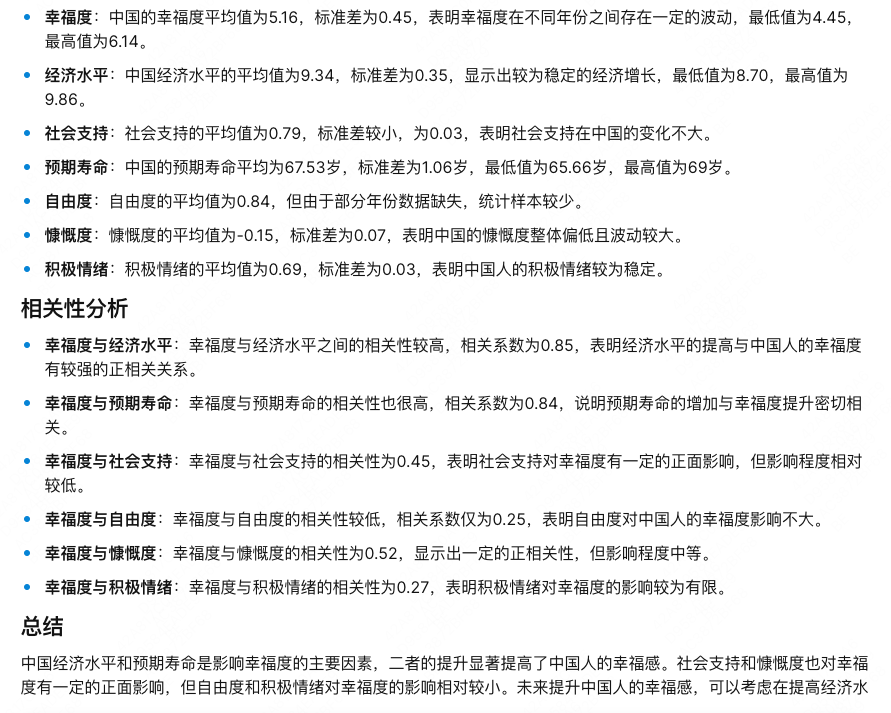 幸福度：中国的幸福度平均值为5.16，标准差为0.45，表明幸福度在不同年份之间存在一定的波动，最低值为4.45，
最高值为6.14。
经济水平：中国经济水平的平均值为9.34，标准差为0.35，显示出较为稳定的经济增长，最低值为8.70，最高值为
9.86。
社会支持：社会支持的平均值为0.79，标准差较小，为0.03，表明社会支持在中国的变化不大。
预期寿命：中国的预期寿命平均为67.53岁，标准差为1.06岁，最低值为65.66岁，最高值为69岁。
自由度：自由度的平均值为0.84，但由于部分年份数据缺失，统计样本较少。
慷慨度：慷慨度的平均值为-0.15，标准差为0.07，表明中国的慷慨度整体偏低且波动较大。
积极情绪：积极情绪的平均值为0.69，标准差为0.03，表明中国人的积极情绪较为稳定。
相关性分析
幸福度与经济水平：幸福度与经济水平之间的相关性较高，相关系数为0.85，表明经济水平的提高与中国人的幸福度
有较强的正相关关系。
幸福度与预期寿命：幸福度与预期寿命的相关性也很高，相关系数为0.84，说明预期寿命的增加与幸福度提升密切相
关。
幸福度与社会支持：幸福度与社会支持的相关性为0.45，表明社会支持对幸福度有一定的正面影响，但影响程度相对
较低。
幸福度与自由度：幸福度与自由度的相关性较低，相关系数仅为0.25，表明自由度对中国人的幸福度影响不大。
幸福度与慷慨度：幸福度与慷慨度的相关性为0.52，显示出一定的正相关性，但影响程度中等。
幸福度与积极情绪：幸福度与积极情绪的相关性为0.27，表明积极情绪对幸福度的影响较为有限。
总结
中国经济水平和预期寿命是影响幸福度的主要因素，二者的提升显著提高了中国人的幸福感。社会支持和慷慨度也对幸福
度有一定的正面影响，但自由度和积极情绪对幸福度的影响相对较小。未来提升中国人的幸福感，可以考虑在提高经济水